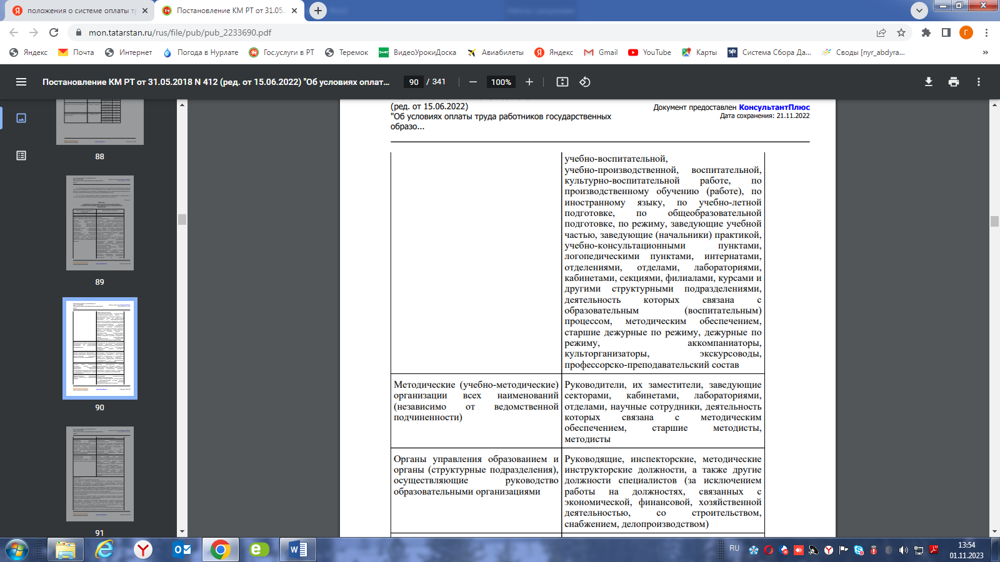 положения о системе оплаты тр
Постановление КМ РТ от 31.05.
mon.tatarstan.ru/rus/file/pub/pub_2233690.pdf
Г
Яндекс
Почта
Интернет
Погода в Нурлате
Гос.услуги в РТ
Теремок
ВидеоУрокиДоска
Авиабилеты
Яндекс
Gmail
YouTube
Карты
Система Сбора Да...
Своды [nyr_abdyra...
»
Постановление КМ РТ от 31.05.2018 N 412 (ред. от 15.06.2022) "Об условиях оплат...
90 / 341
100%
88
89
90
91
(ред. от 15.06.2022)
"Об условиях оплаты труда работников государственных
образо...
Документ предоставлен КонсультантПлюс
Дата сохранения: 21.11.2022
учебно-воспитательной,
учебно-производственной, воспитательной,
культурно-воспитательной работе, по
производственному обучению (работе), по
иностранному языку, по учебно-летной
подготовке, по общеобразовательной
подготовке, по режиму, заведующие учебной
частью, заведующие (начальники) практикой,
учебно-консультационными пунктами,
логопедическими пунктами, интернатами,
отделениями, отделами, лабораториями,
кабинетами, секциями, филиалами, курсами и
другими структурными подразделениями,
деятельность которых связана с
образовательным (воспитательным)
процессом, методическим обеспечением,
старшие дежурные по режиму, дежурные по
режиму, аккомпаниаторы,
культорганизаторы, экскурсоводы,
профессорско-преподавательский состав
Методические (учебно-методические)
организации всех наименований
(независимо от ведомственной
подчиненности)
Руководители, их заместители, заведующие
секторами, кабинетами, лабораториями,
отделами, научные сотрудники, деятельность
которых связана с методическим
обеспечением, старшие методисты,
методисты
Органы управления образованием и
органы (структурные подразделения),
осуществляющие руководство
образовательными организациями
Руководящие, инспекторские, методические
инструкторские должности, а также другие
должности специалистов (за исключением
работы на должностях, связанных с
экономической, финансовой, хозяйственной
деятельностью, со строительством,
снабжением, делопроизводством)
RU
13:54
01.11.2023